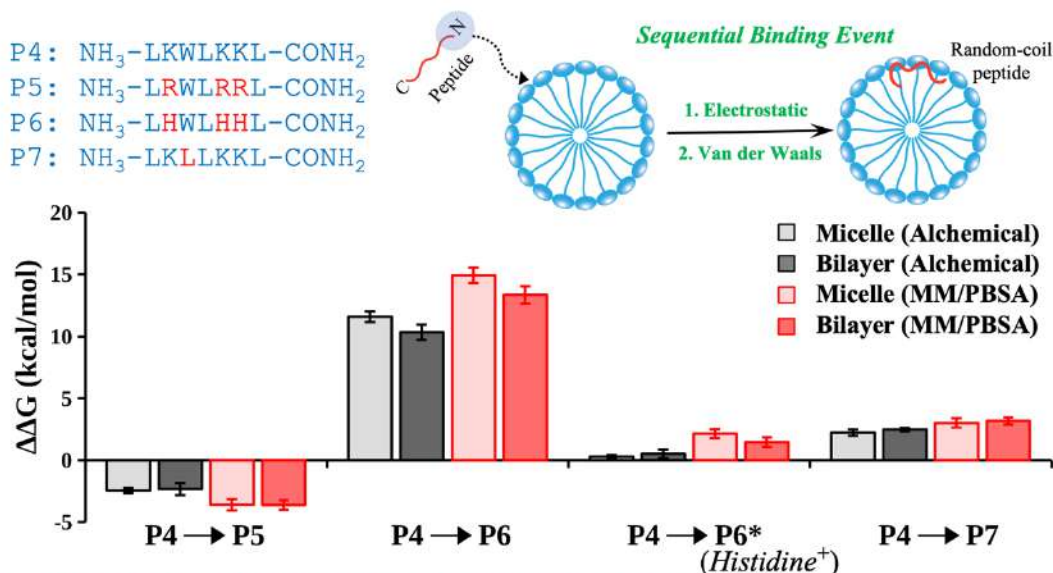 P4: NH3-LKWLKKL-CONH2
P5: NH3-LRWLRRL-CONH2
P6: NH3-LHWLHHL-CONH2
P7: NH3-LKLLKKL-CONH2
N
C
Peptide
Sequential Binding Event
1. Electrostatic
2. Van der Waals
Random-coil
peptide
Micelle (Alchemical)
Bilayer (Alchemical)
Micelle (MM/PBSA)
Bilayer (MM/PBSA)
ΔΔG (kcal/mol)
20
15
10
5
0
-5
P4 → P5
P4 → P6
P4 → P6*
(Histidine+)
P4 → P7